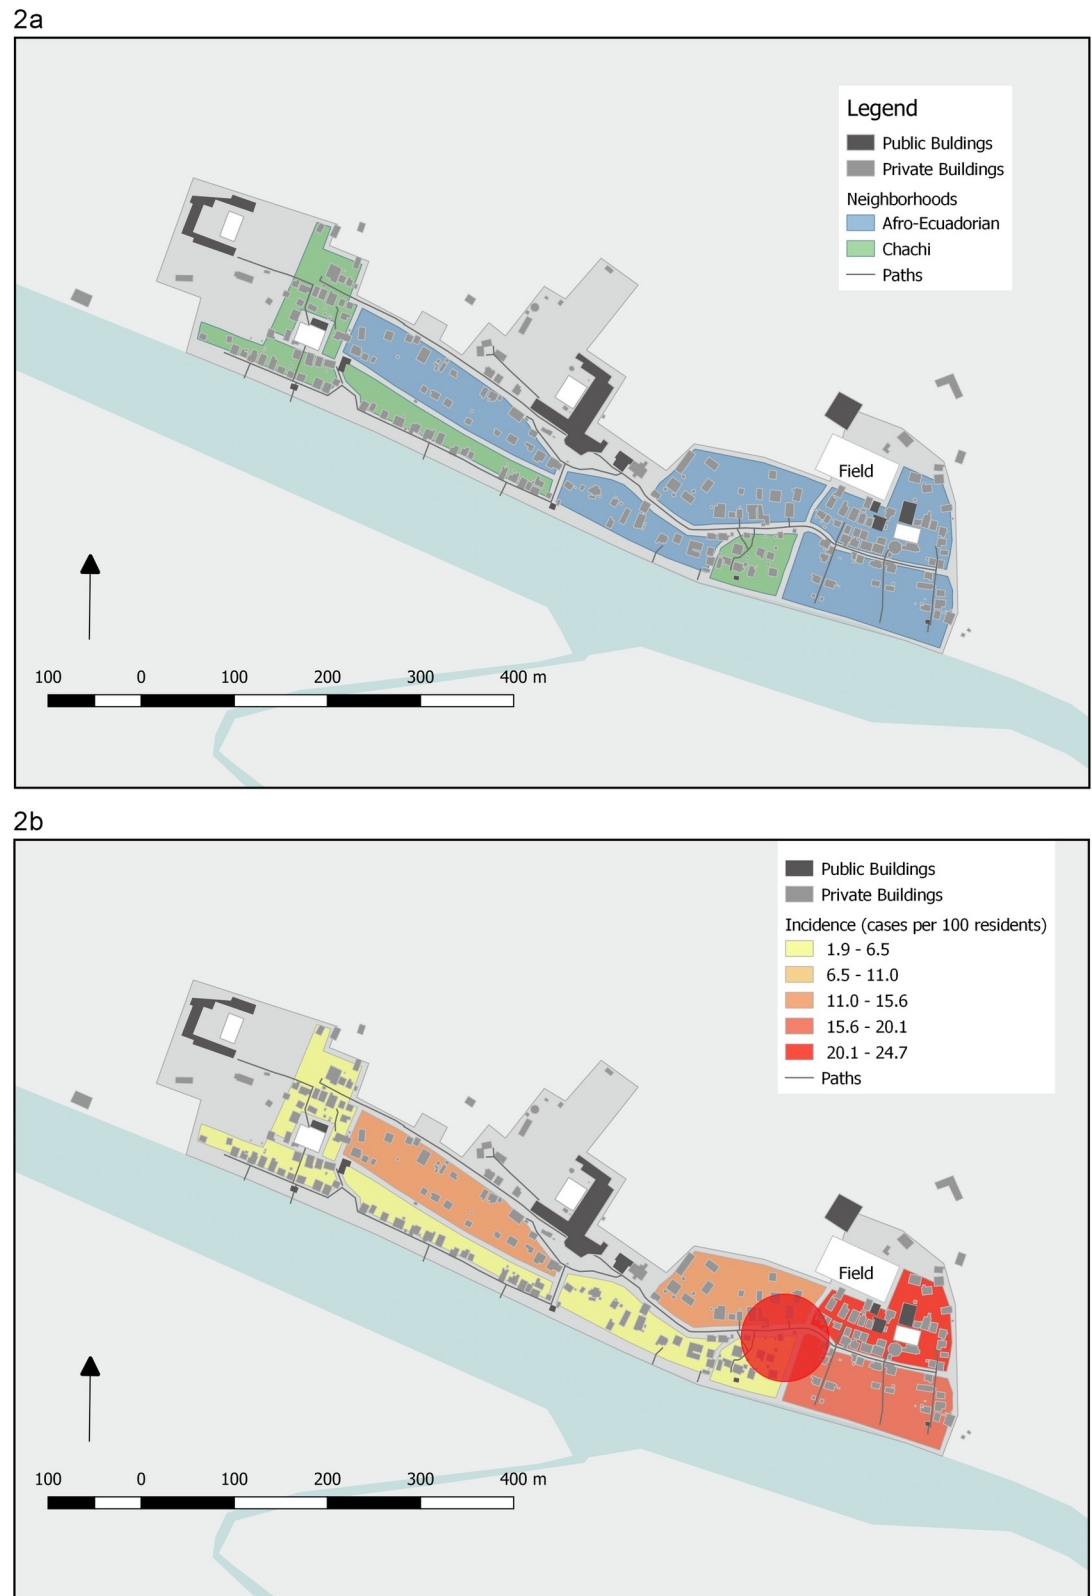 2a
Legend
Public Buldings
Private Buildings
Neighborhoods
Afro-Ecuadorian
Chachi
Paths
Field
100 0 100 200 300 400 m
2b
Public Buildings
Private Buildings
Incidence (cases per 100 residents)
1.9 - 6.5
6.5 - 11.0
11.0 - 15.6
15.6 - 20.1
20.1 - 24.7
Paths
Field
100 0 100 200 300 400 m